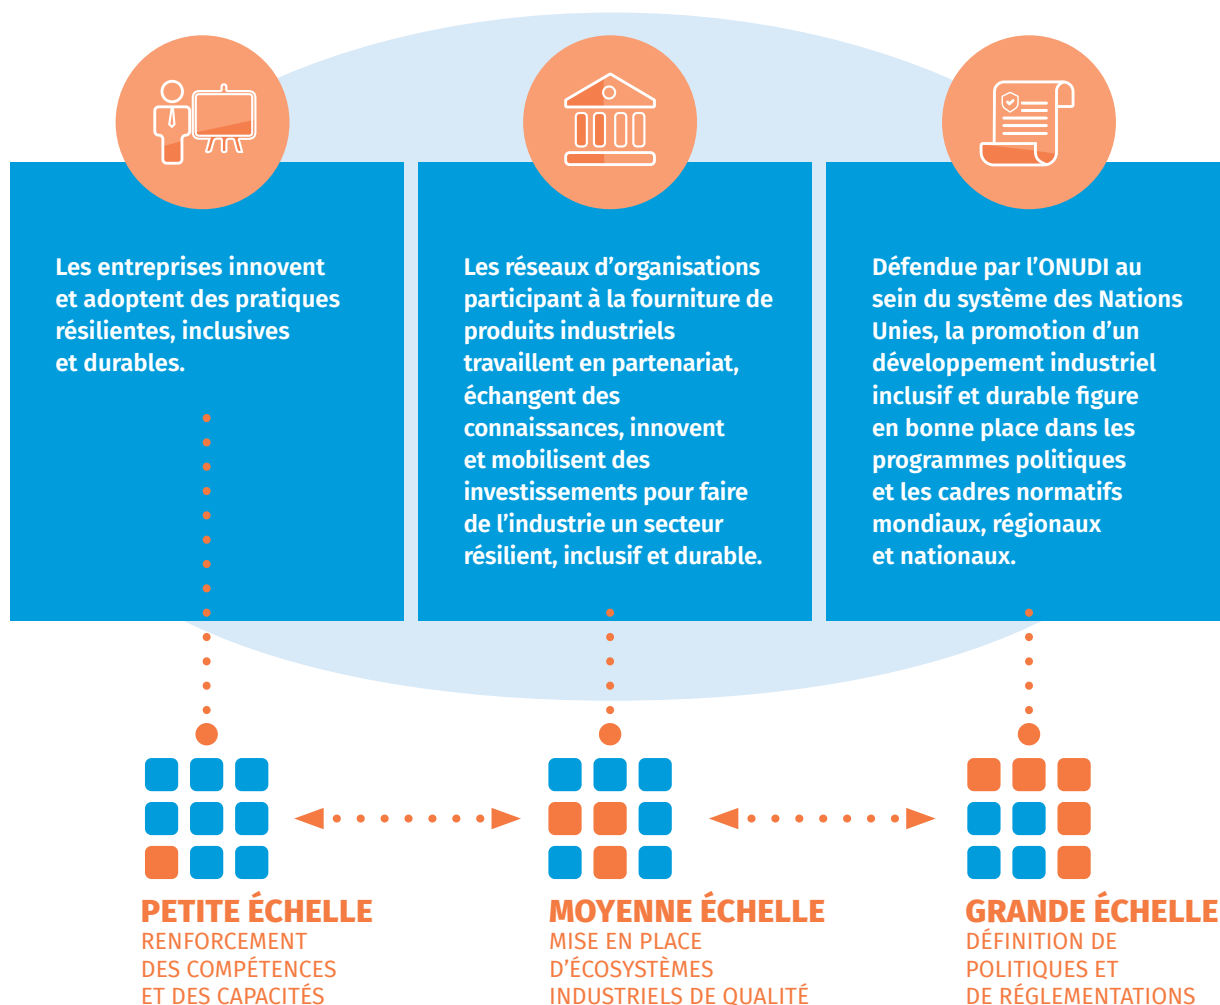 Les entreprises innovent
et adoptent des pratiques
résilientes, inclusives
et durables.
Les réseaux d’organisations
participant à la fourniture de
produits industriels
travaillent en partenariat,
échangent des
connaissances, innovent
et mobilisent des
investissements pour faire
de l’industrie un secteur
résilient, inclusif et durable.
Défendue par l’ONUDI au
sein du système des Nations
Unies, la promotion d’un
développement industriel
inclusif et durable figure
en bonne place dans les
programmes politiques
et les cadres normatifs
mondiaux, régionaux
et nationaux.
PETITE ÉCHELLE
RENFORCEMENT
DES COMPÉTENCES
ET DES CAPACITÉS
MOYENNE ÉCHELLE
MISE EN PLACE
D’ÉCOSYSTÈMES
INDUSTRIELS DE QUALITÉ
GRANDE ÉCHELLE
DÉFINITION DE
POLITIQUES ET
DE RÉGLEMENTATIONS